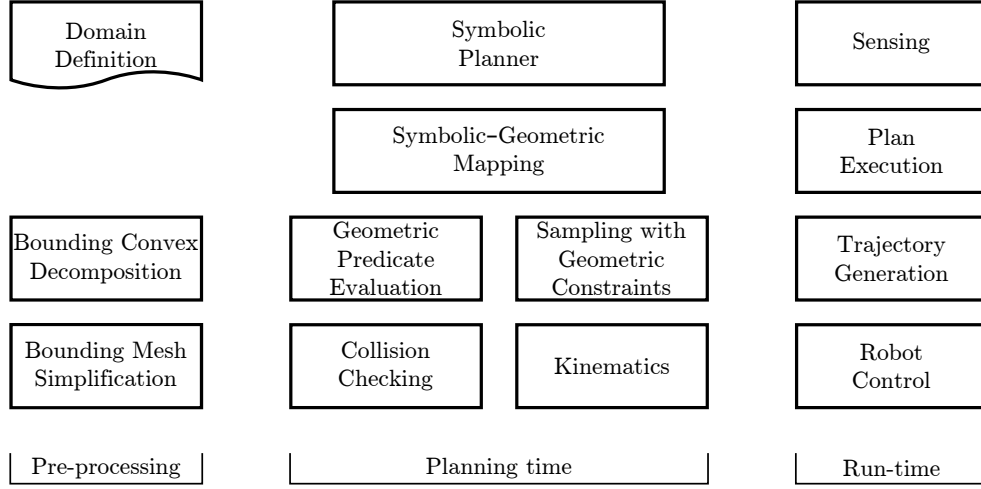 Domain
Definition
Symbolic
Planner
Sensing
Symbolic–Geometric
Mapping
Plan
Execution
Bounding Convex
Decomposition
Geometric
Predicate
Evaluation
Sampling with
Geometric
Constraints
Trajectory
Generation
Bounding Mesh
Simplification
Collision
Checking
Kinematics
Robot
Control
Pre-processing
Planning time
Run-time